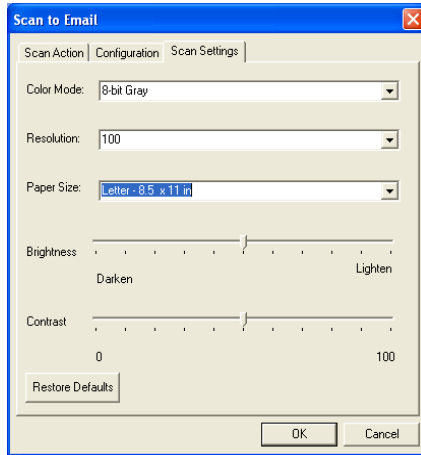 Scan to Email
Scan Action Configuration Scan Settings
Color Mode: 8-bit Gray
Resolution: 100
Paper Size: Letter - 8.5 x 11 in
Brightness
Darken Lighten
Contrast
0 100
Restore Defaults
OK Cancel